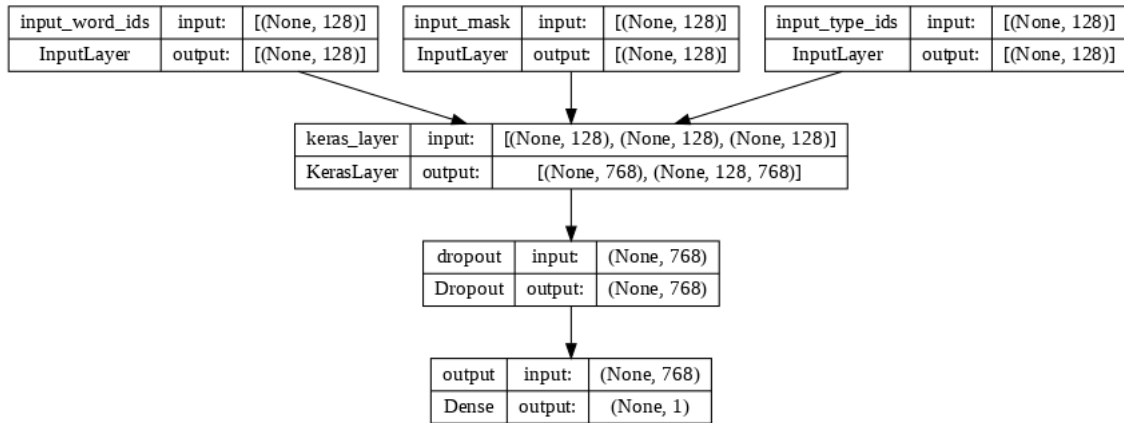 input_word_ids input: [(None, 128)] input_mask input: [(None, 128)] input_type_ids input: [(None, 128)]
InputLayer output: [(None, 128)] InputLayer output: [(None, 128)] InputLayer output: [(None, 128)]
keras_layer input: [(None, 128), (None, 128), (None, 128)]
KerasLayer output: [(None, 768), (None, 128, 768)]
dropout input: (None, 768)
Dropout output: (None, 768)
output input: (None, 768)
Dense output: (None, 1)